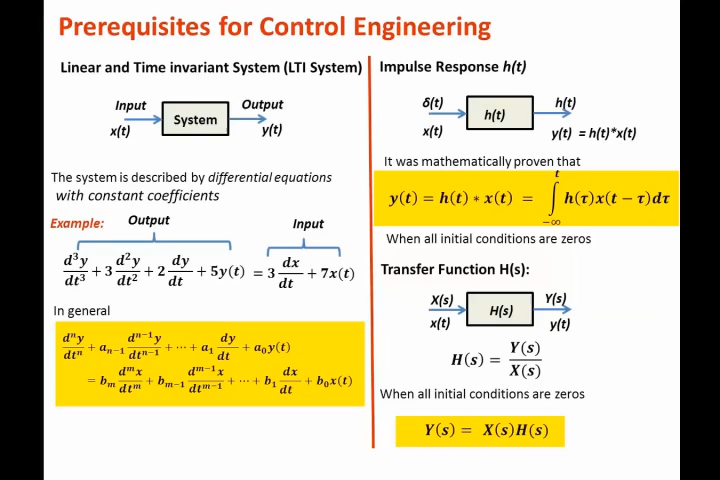 Prerequisites for Control Engineering
Linear and Time invariant System (LTI System)
Input
Output
System
x(t)
y(t)
The system is described by differential equations
with constant coefficients
Example:
Output
Input
d³y/dt³ + 3 d²y/dt² + 2 dy/dt + 5y(t) = 3 dx/dt + 7x(t)
In general
dⁿy/dtⁿ + aₙ₋₁ dⁿ⁻¹y/dtⁿ⁻¹ + ⋯ + a₁ dy/dt + a₀y(t)
= bₘ dᵐx/dtᵐ + bₘ₋₁ dᵐ⁻¹x/dtᵐ⁻¹ + ⋯ + b₁ dx/dt + b₀x(t)
Impulse Response h(t)
δ(t)
h(t)
h(t)
x(t)
y(t) = h(t)*x(t)
It was mathematically proven that
y(t) = h(t) ∗ x(t) = ∫₋∞ᵗ h(τ)x(t − τ)dτ
When all initial conditions are zeros
Transfer Function H(s):
X(s)
Y(s)
H(s)
x(t)
y(t)
H(s) = Y(s)/X(s)
When all initial conditions are zeros
Y(s) = X(s)H(s)